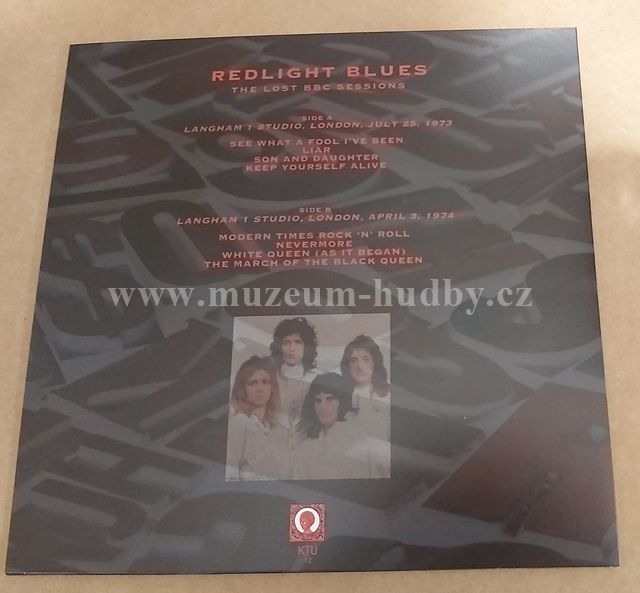 REDLIGHT BLUES
THE LOST BBC SESSIONS
SIDE A
LANGHAM 1 STUDIO, LONDON, JULY 25, 1973
SEE WHAT A FOOL I'VE BEEN
LIAR
SON AND DAUGHTER
KEEP YOURSELF ALIVE
SIDE B
LANGHAM 1 STUDIO, LONDON, APRIL 3, 1974
MODERN TIMES ROCK 'N' ROLL
NEVERMORE
WHITE QUEEN (AS IT BEGAN)
THE MARCH OF THE BLACK QUEEN
www.muzeum-hudby.cz
KTU